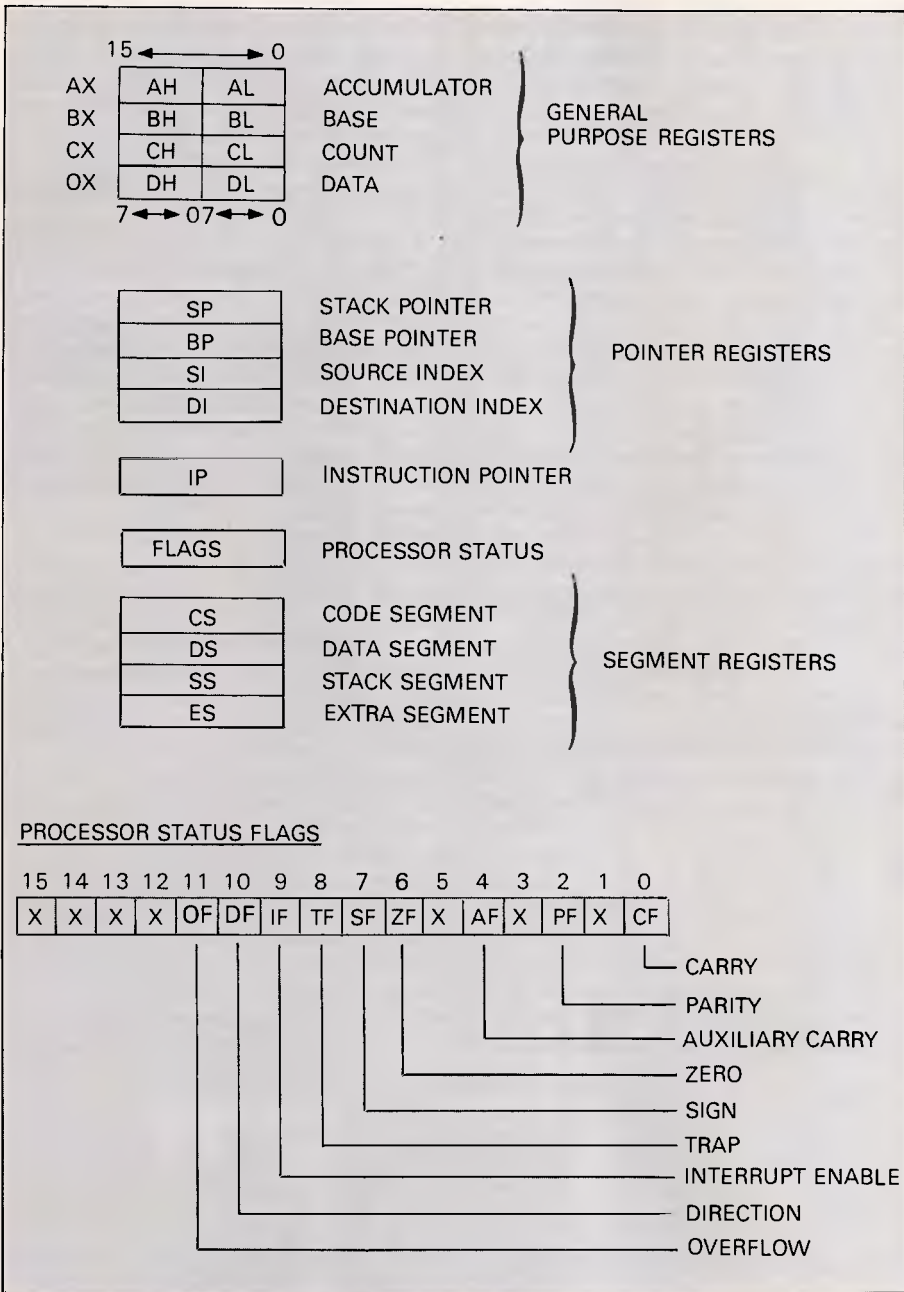 15 0
AX AH AL ACCUMULATOR
BX BH BL BASE
CX CH CL COUNT
OX DH DL DATA
7 07 0
GENERAL
PURPOSE REGISTERS
SP STACK POINTER
BP BASE POINTER
SI SOURCE INDEX
DI DESTINATION INDEX
POINTER REGISTERS
IP INSTRUCTION POINTER
FLAGS PROCESSOR STATUS
CS CODE SEGMENT
DS DATA SEGMENT
SS STACK SEGMENT
ES EXTRA SEGMENT
SEGMENT REGISTERS
PROCESSOR STATUS FLAGS
15 14 13 12 11 10 9 8 7 6 5 4 3 2 1 0
X X X X OF DF IF TF SF ZF X AF X PF X CF
CARRY
PARITY
AUXILIARY CARRY
ZERO
SIGN
TRAP
INTERRUPT ENABLE
DIRECTION
OVERFLOW